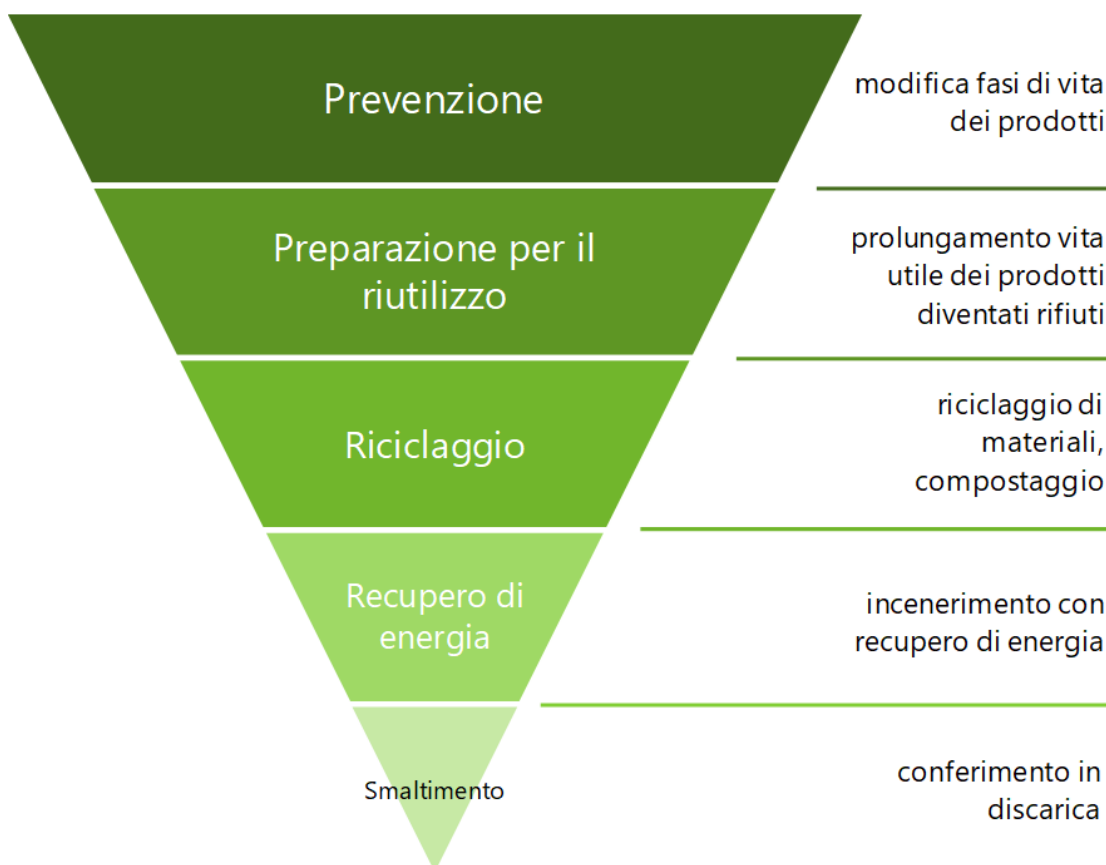 Prevenzione
modifica fasi di vita
dei prodotti
Preparazione per il
riutilizzo
prolungamento vita
utile dei prodotti
diventati rifiuti
Riciclaggio
riciclaggio di
materiali,
compostaggio
Recupero di
energia
incenerimento con
recupero di energia
Smaltimento
conferimento in
discarica